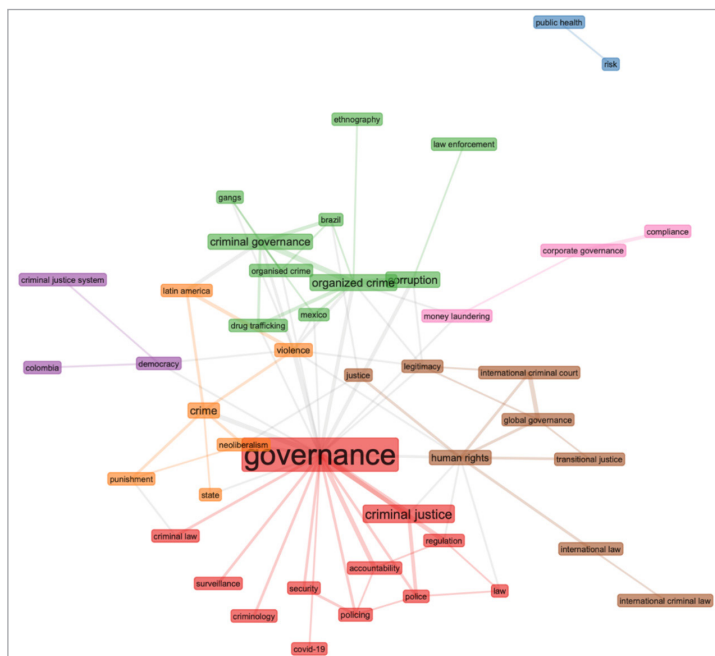 public health
risk
ethnography
law enforcement
gangs
brazil
compliance
criminal governance
corporate governance
organised crime
criminal justice system
organized crime
corruption
latin america
money laundering
mexico
drug trafficking
violence
democracy
colombia
legitimacy
justice
international criminal court
crime
global governance
neoliberalism
governance
human rights
transitional justice
punishment
state
criminal justice
criminal law
regulation
international law
accountability
surveillance
security
law
police
international criminal law
criminology
policing
covid-19